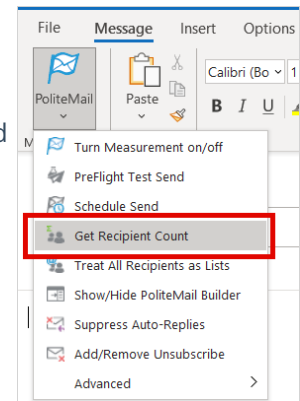 File Message Insert Options
PoliteMail
Paste
Calibri (Bo
B I U
Turn Measurement on/off
PreFlight Test Send
Schedule Send
Get Recipient Count
Treat All Recipients as Lists
Show/Hide PoliteMail Builder
Suppress Auto-Replies
Add/Remove Unsubscribe
Advanced